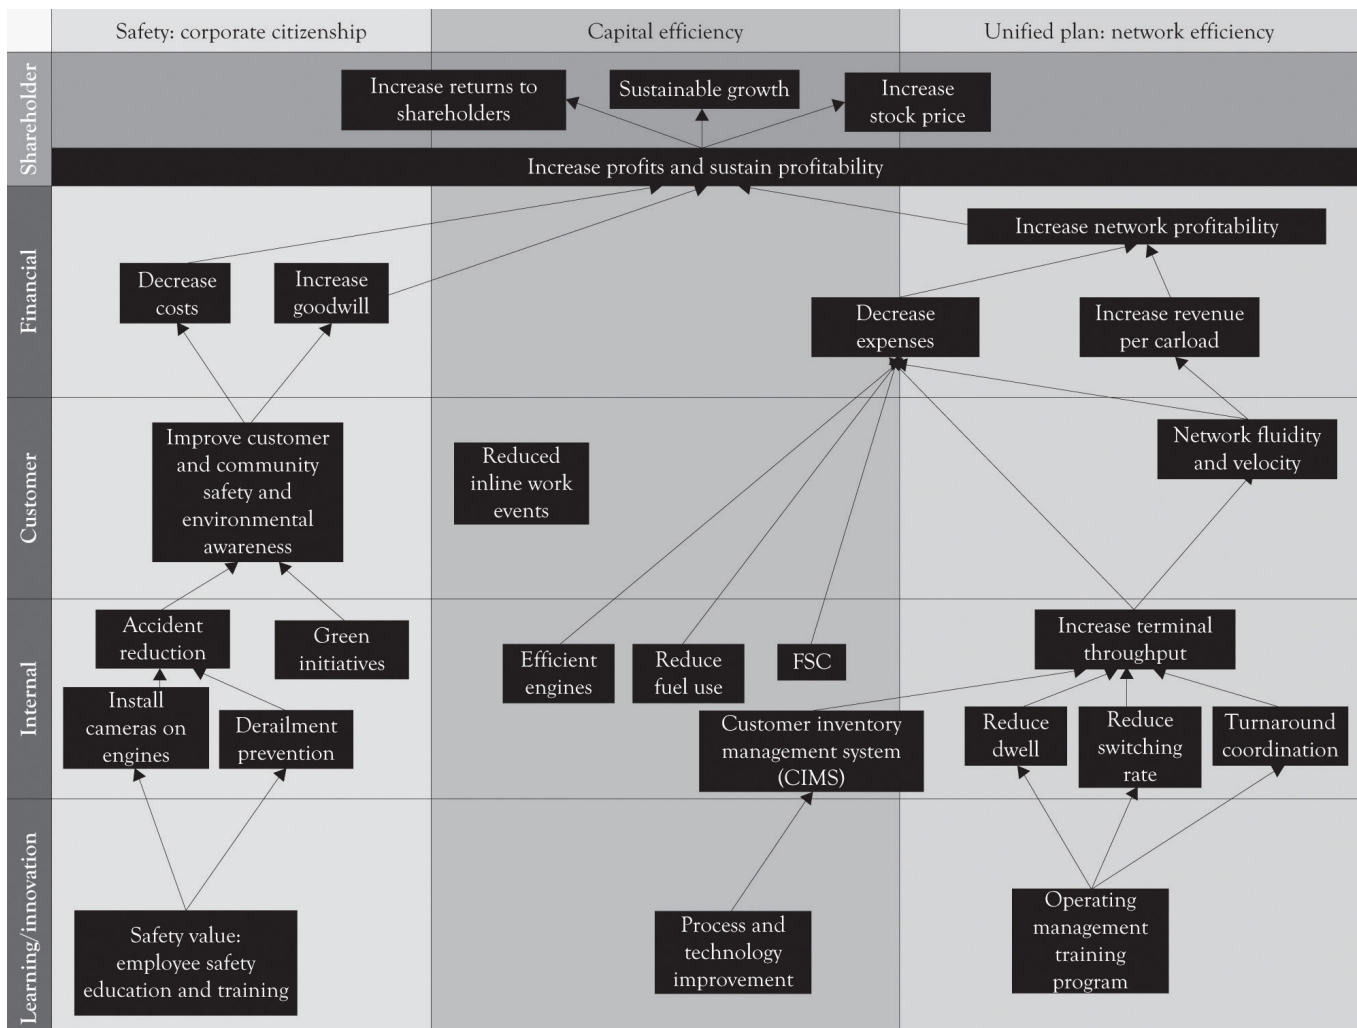 Safety: corporate citizenship
Capital efficiency
Unified plan: network efficiency
Shareholder
Increase returns to
shareholders
Sustainable growth
Increase
stock price
Increase profits and sustain profitability
Financial
Increase network profitability
Decrease
costs
Increase
goodwill
Decrease
expenses
Increase revenue
per carload
Customer
Improve customer
and community
safety and
environmental
awareness
Reduced
inline work
events
Network fluidity
and velocity
Internal
Accident
reduction
Green
initiatives
Efficient
engines
Reduce
fuel use
FSC
Increase terminal
throughput
Install
cameras on
engines
Derailment
prevention
Customer inventory
management system
(CIMS)
Reduce
dwell
Reduce
switching
rate
Turnaround
coordination
Learning/innovation
Safety value:
employee safety
education and training
Process and
technology
improvement
Operating
management
training
program